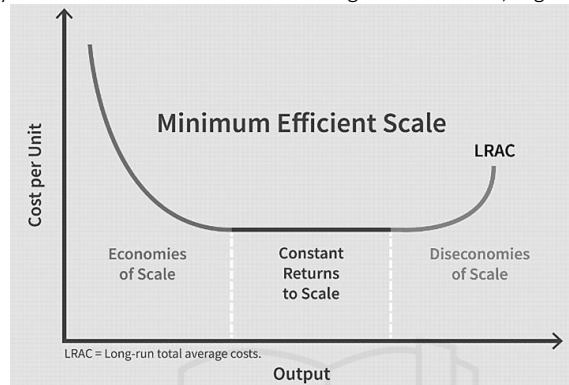 Minimum Efficient Scale
LRAC
Cost per Unit
Economies
of Scale
Constant
Returns
to Scale
Diseconomies
of Scale
LRAC = Long-run total average costs.
Output